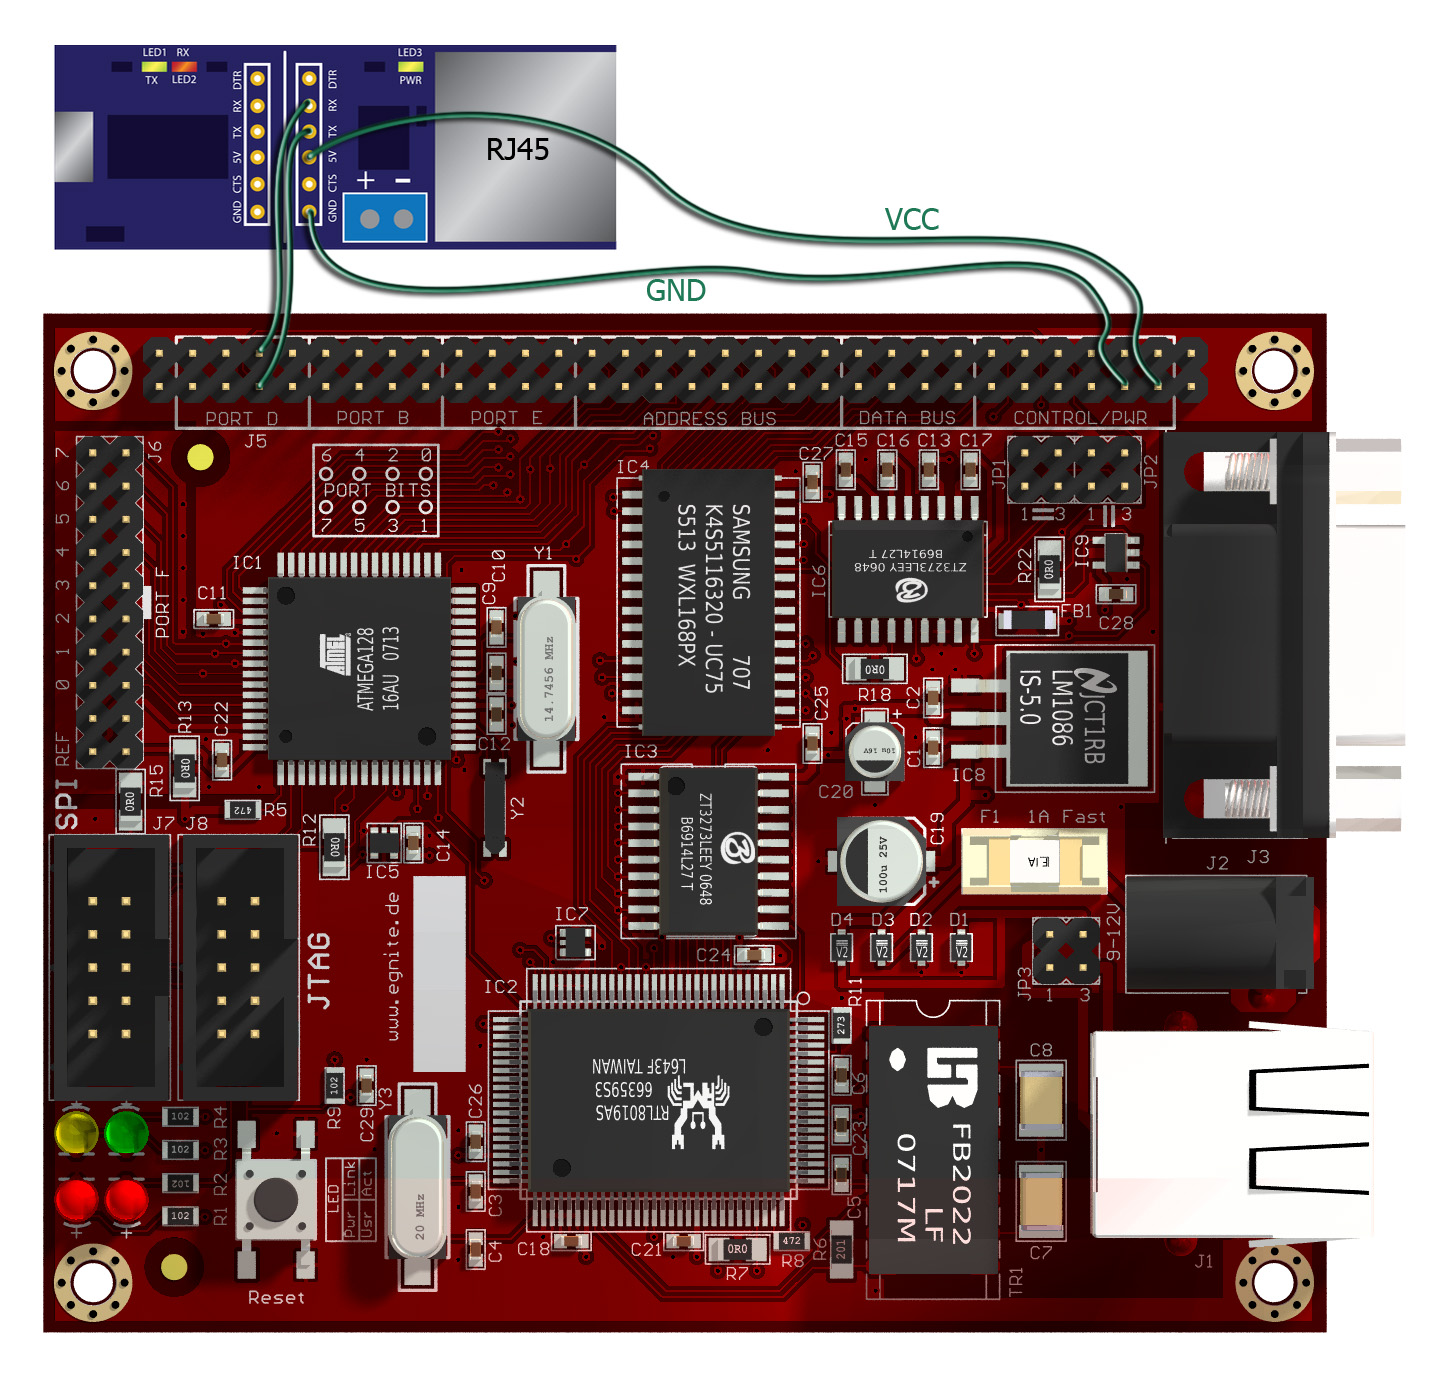 LED1 RX
TX LED2
LED3
PWR
DTR
RX
TX
5V
CTS
GND
DTR
RX
TX
5V
CTS
GND
+ −
RJ45
VCC
GND
PORT D
PORT B
PORT E
ADDRESS BUS
DATA BUS
CONTROL/PWR
J5
J6
7
6
5
4
3
2
1
0
REF
PORT F
6 4 2 0
PORT BITS
7 5 3 1
IC1
C11
ATMEL
ATMEGA128
16AU 0713
C10
C9
C12
Y1
14.7456 MHz
Y2
IC4
SAMSUNG 707
K4S5116320 - UC75
S513 WXL168PX
C27
C15
C16
C13
C17
JP1
JP2
1 3
1 3
IC6
ZT3273LEEY 0648
B6914L27 T
R22
0R0
IC9
C28
FB1
0R0
R18
C2
C1
C25
10u 16V
C20
NJCT1RB
LM1086
IS-5.0
IC8
SPI
R15
0R0
R13
0R0
C22
472
R5
J7
J8
R12
0R0
IC5
C14
IC3
ZT3273LEEY 0648
B6914L27 T
C19
100u 25V
+
F1 1A Fast
F.1A
J2
J3
D4
D3
D2
D1
V2
V2
V2
V2
9-12V
JP3
1 3
JTAG
www.egnite.de
IC7
C24
IC2
RTL8019AS
66359S3
L643F TAIWAN
R11
273
C6
C23
C5
FB2022
LF
0717M
TR1
C8
C7
J1
102
R4
102
R3
102
R2
102
R1
R9
102
C29
Y3
20 MHz
LED
Pwr Link
Usr Act
Reset
C26
C3
C4
C18
C21
0R0
R7
472
R8
R6
201